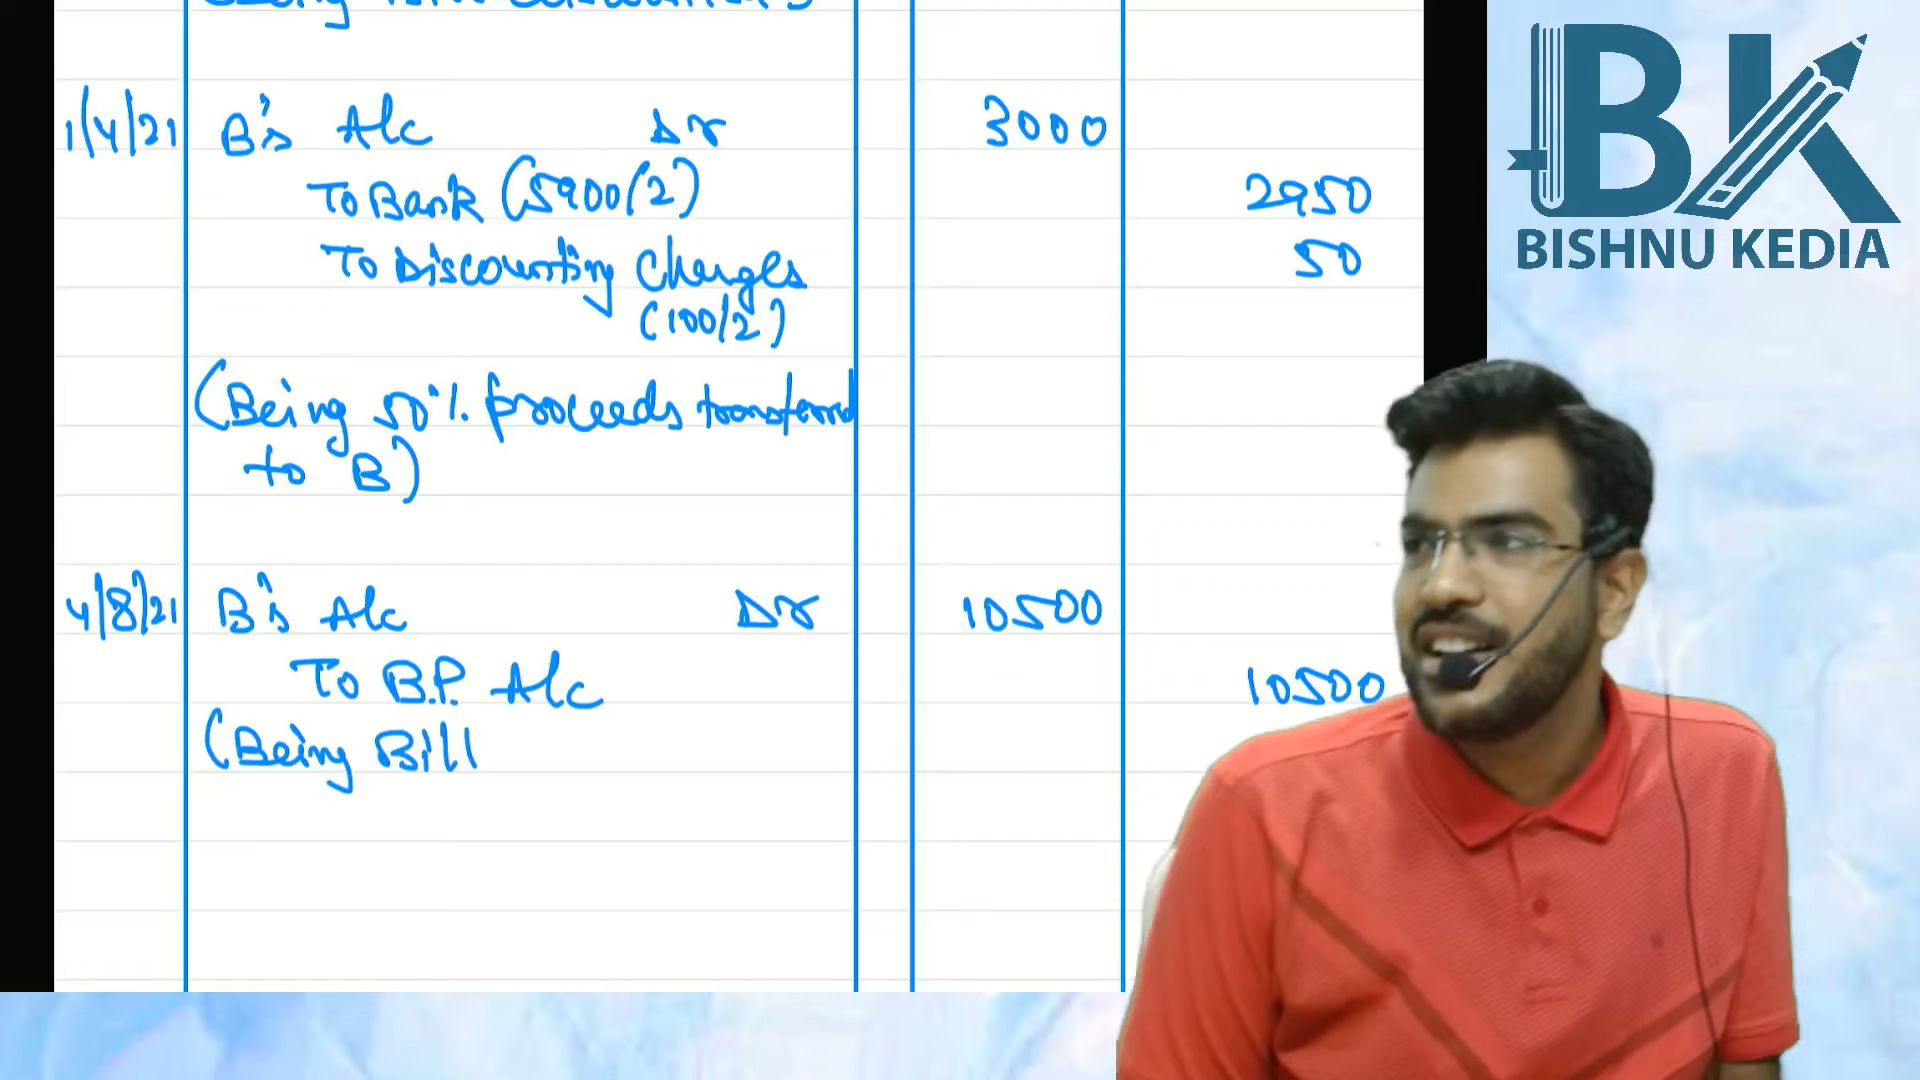 1/4/21 B's A/c Dr 3000
To Bank (5900/2) 2950
To Discounting Charges 50
(100/2)
(Being 50% proceeds transferred
to B)
4/8/21 B's A/c Dr 10500
To B.P. A/c 10500
(Being Bill
BK
BISHNU KEDIA